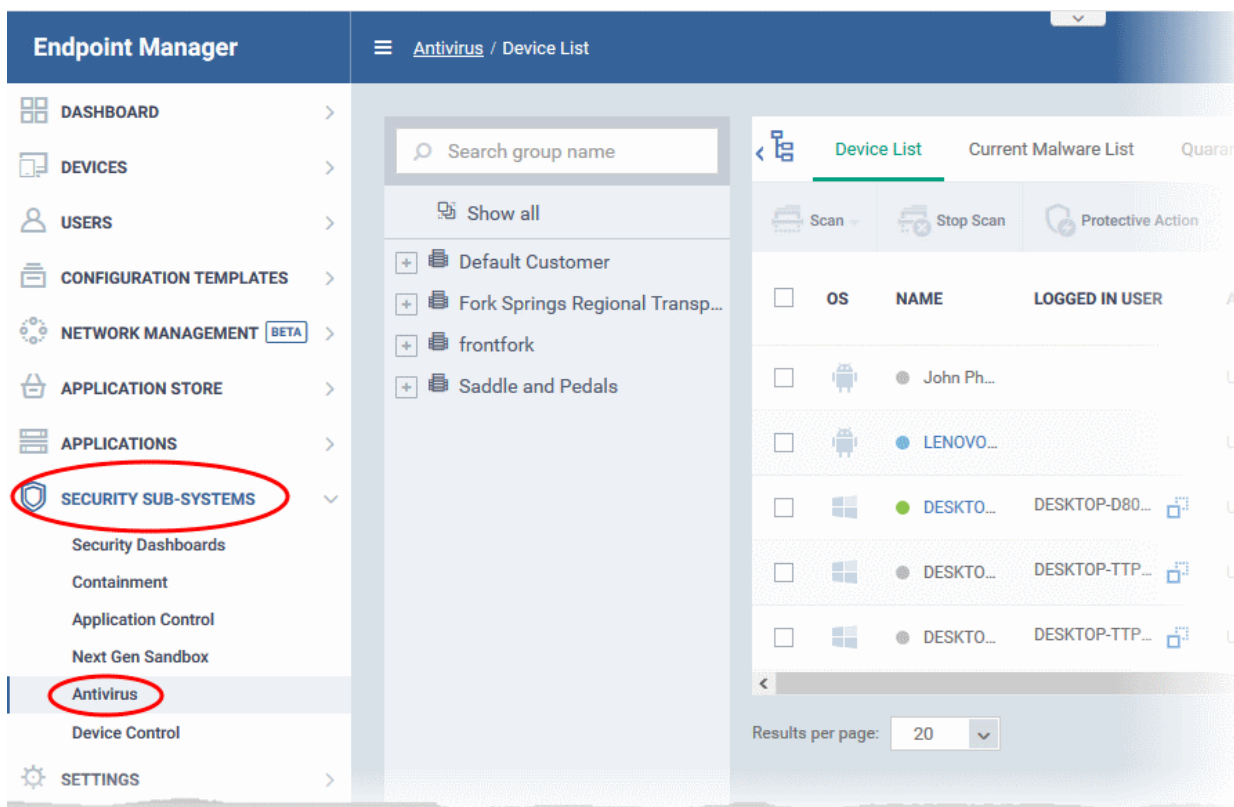 Endpoint Manager
Antivirus / Device List
DASHBOARD
DEVICES
USERS
CONFIGURATION TEMPLATES
NETWORK MANAGEMENT BETA
APPLICATION STORE
APPLICATIONS
SECURITY SUB-SYSTEMS
Security Dashboards
Containment
Application Control
Next Gen Sandbox
Antivirus
Device Control
SETTINGS
Search group name
Show all
Default Customer
Fork Springs Regional Transp...
frontfork
Saddle and Pedals
Device List Current Malware List
Scan Stop Scan Protective Action
OS NAME LOGGED IN USER
John Ph...
LENOVO...
DESKTO... DESKTOP-D80...
DESKTO... DESKTOP-TTP...
DESKTO... DESKTOP-TTP...
Results per page: 20